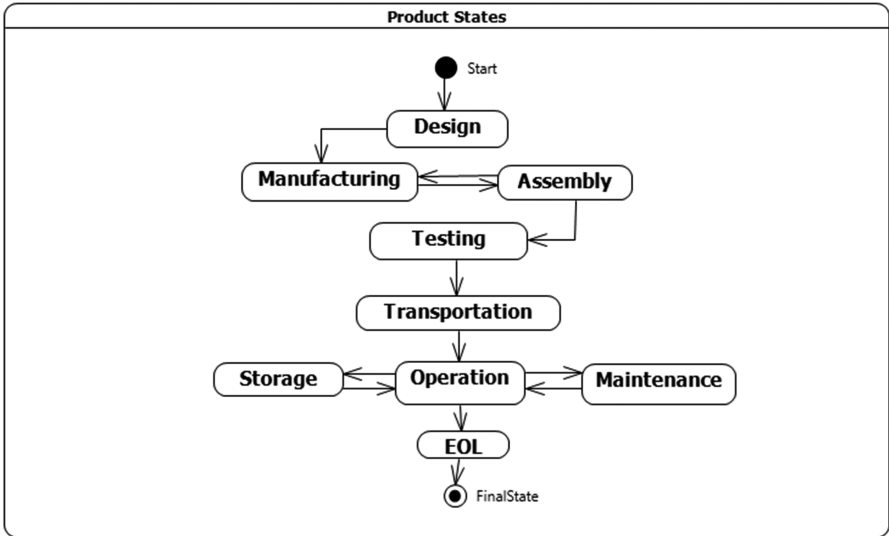 Product States
Start
Design
Manufacturing
Assembly
Testing
Transportation
Storage
Operation
Maintenance
EOL
FinalState